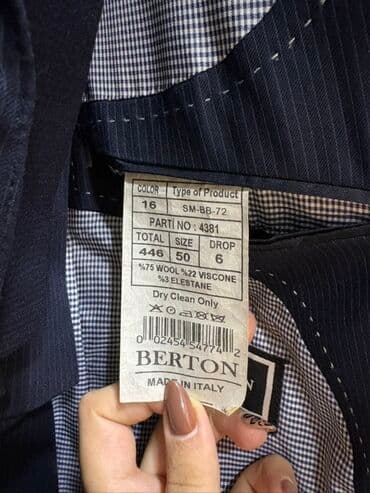 COLOR Type of Product
16 SM-BB-72
PARTI NO : 4381
TOTAL SIZE DROP
446 50 6
%75 WOOL %22 VISCONE
%3 ELESTANE
Dry Clean Only
0 02454 54774 2
BERTON
MADE IN ITALY
N